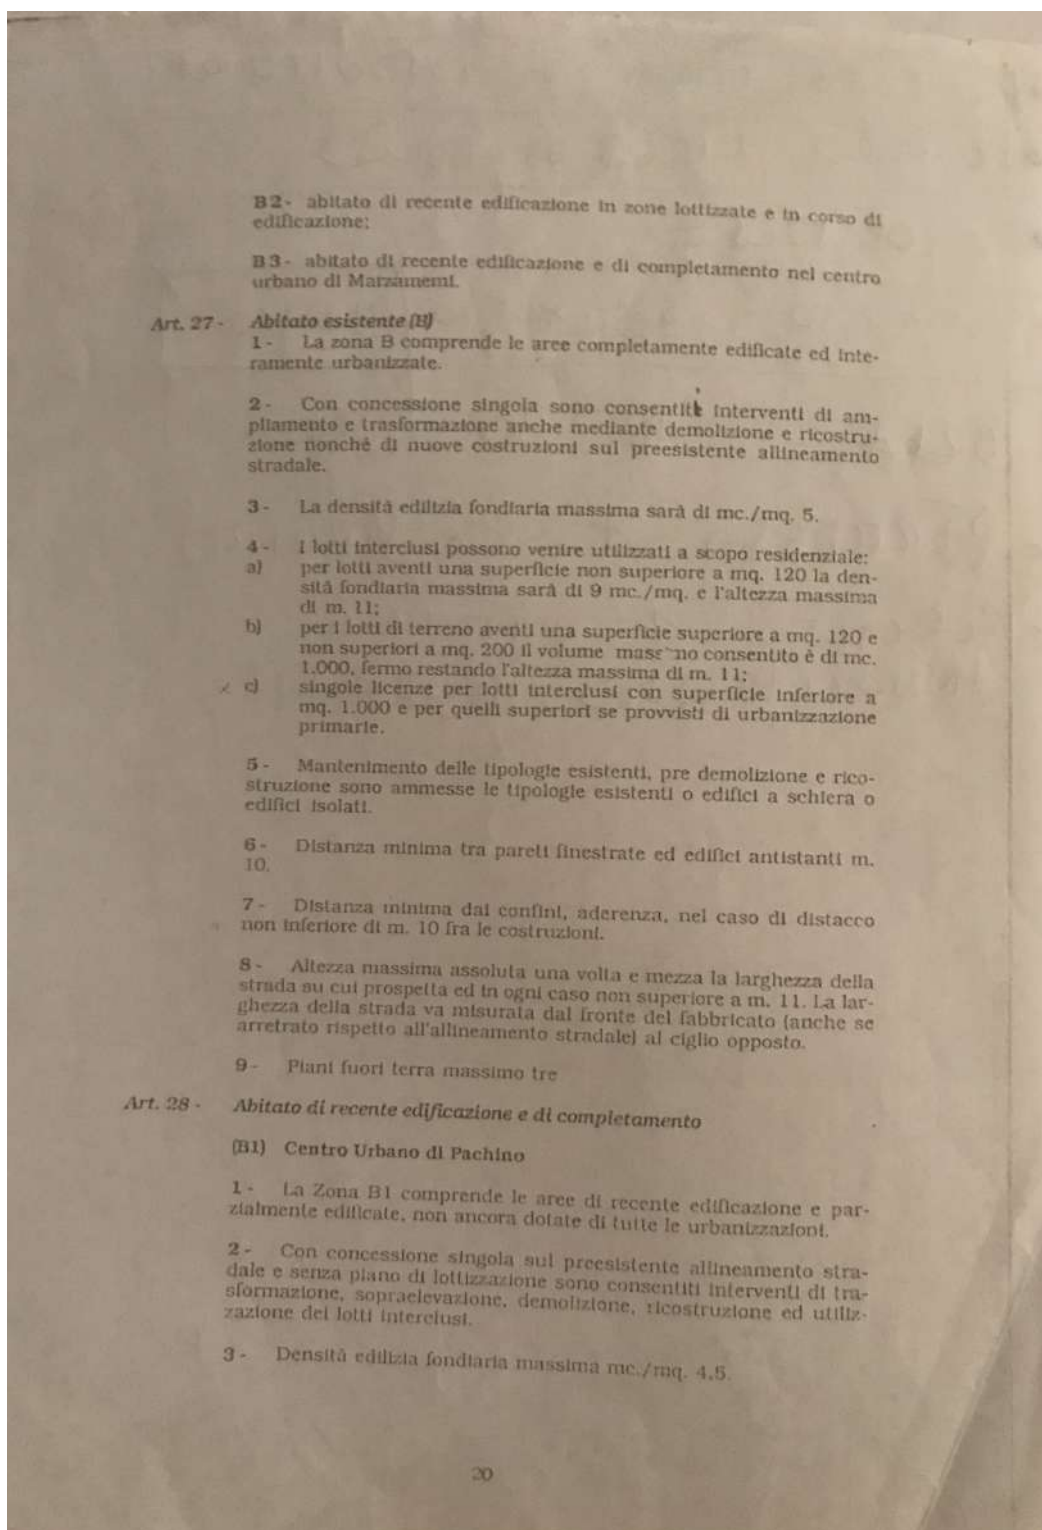 B2- abitato di recente edificazione in zone lottizzate e in corso di
edificazione;
B3- abitato di recente edificazione e di completamento nel centro
urbano di Marzamemi.
Art. 27 - Abitato esistente (B)
1 - La zona B comprende le aree completamente edificate ed inte-
ramente urbanizzate.
2 - Con concessione singola sono consentiti interventi di am-
pliamento e trasformazione anche mediante demolizione e ricostru-
zione nonché di nuove costruzioni sul preesistente allineamento
stradale.
3 - La densità edilizia fondiaria massima sarà di mc./mq. 5.
4 - I lotti interclusi possono venire utilizzati a scopo residenziale:
a) per lotti aventi una superficie non superiore a mq. 120 la den-
sità fondiaria massima sarà di 9 mc./mq. e l'altezza massima
di m. 11;
b) per i lotti di terreno aventi una superficie superiore a mq. 120 e
non superiori a mq. 200 il volume mass no consentito è di mc.
1.000, fermo restando l'altezza massima di m. 11;
c) singole licenze per lotti interclusi con superficie inferiore a
mq. 1.000 e per quelli superiori se provvisti di urbanizzazione
primarie.
5 - Mantenimento delle tipologie esistenti, pre demolizione e rico-
struzione sono ammesse le tipologie esistenti o edifici a schiera o
edifici isolati.
6 - Distanza minima tra pareti finestrate ed edifici antistanti m.
10.
7 - Distanza minima dai confini, aderenza, nel caso di distacco
non inferiore di m. 10 fra le costruzioni.
8 - Altezza massima assoluta una volta e mezza la larghezza della
strada su cui prospetta ed in ogni caso non superiore a m. 11. La lar-
ghezza della strada va misurata dal fronte del fabbricato (anche se
arretrato rispetto all'allineamento stradale) al ciglio opposto.
9 - Piani fuori terra massimo tre
Art. 28 - Abitato di recente edificazione e di completamento
(B1) Centro Urbano di Pachino
1 - La Zona B1 comprende le aree di recente edificazione e par-
zialmente edificate, non ancora dotate di tutte le urbanizzazioni.
2 - Con concessione singola sul preesistente allineamento stra-
dale e senza piano di lottizzazione sono consentiti interventi di tra-
sformazione, sopraelevazione, demolizione, ricostruzione ed utiliz-
zazione dei lotti interclusi.
3 - Densità edilizia fondiaria massima mc./mq. 4,5.
20